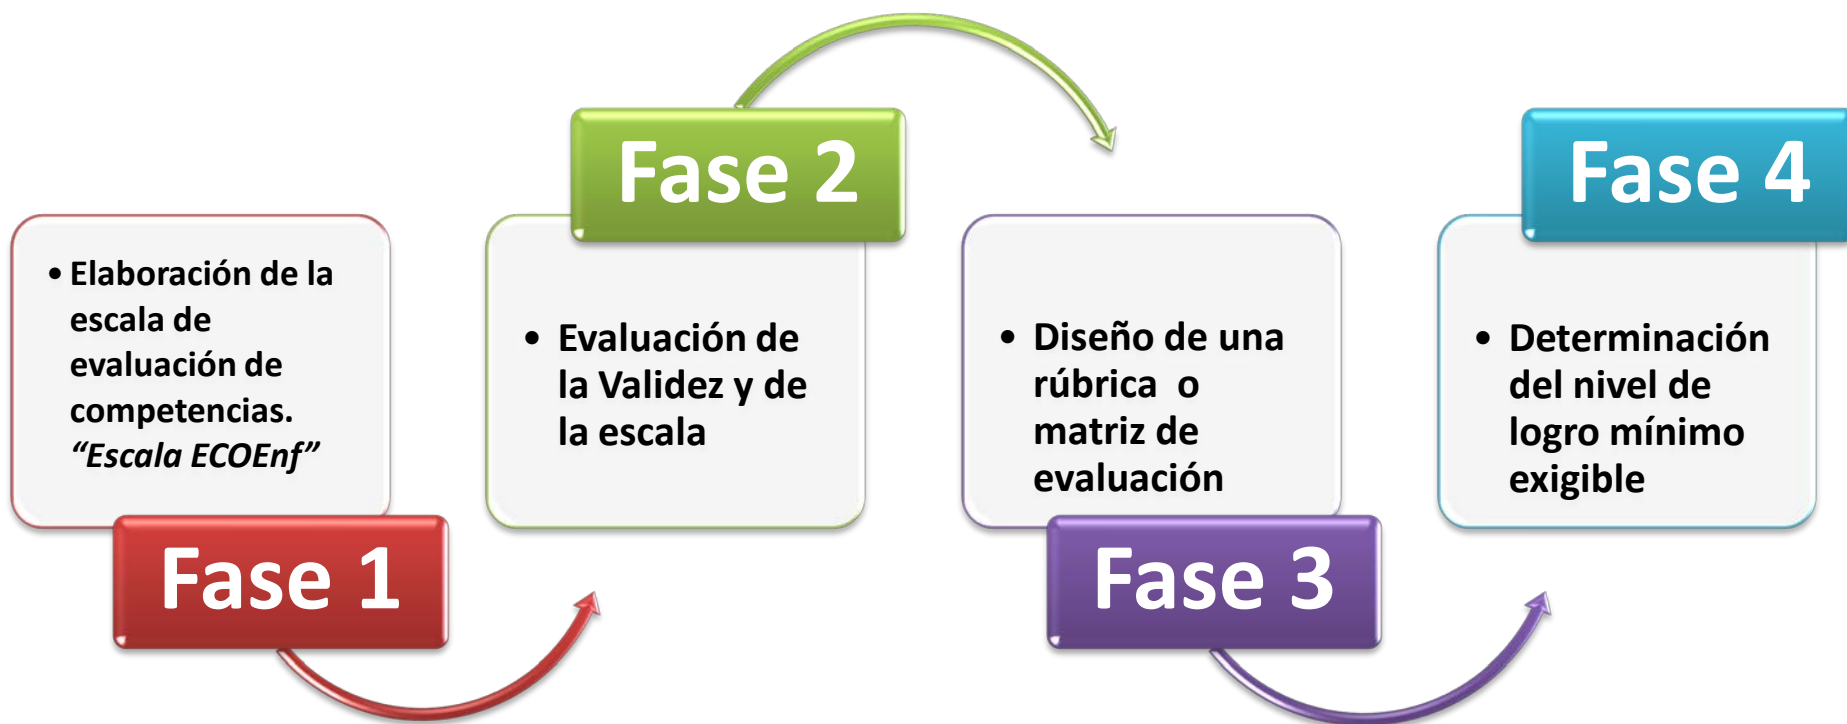 • Elaboración de la
escala de
evaluación de
competencias.
“Escala ECOEnf”
Fase 1
Fase 2
• Evaluación de
la Validez y de
la escala
• Diseño de una
rúbrica o
matriz de
evaluación
Fase 3
Fase 4
• Determinación
del nivel de
logro mínimo
exigible